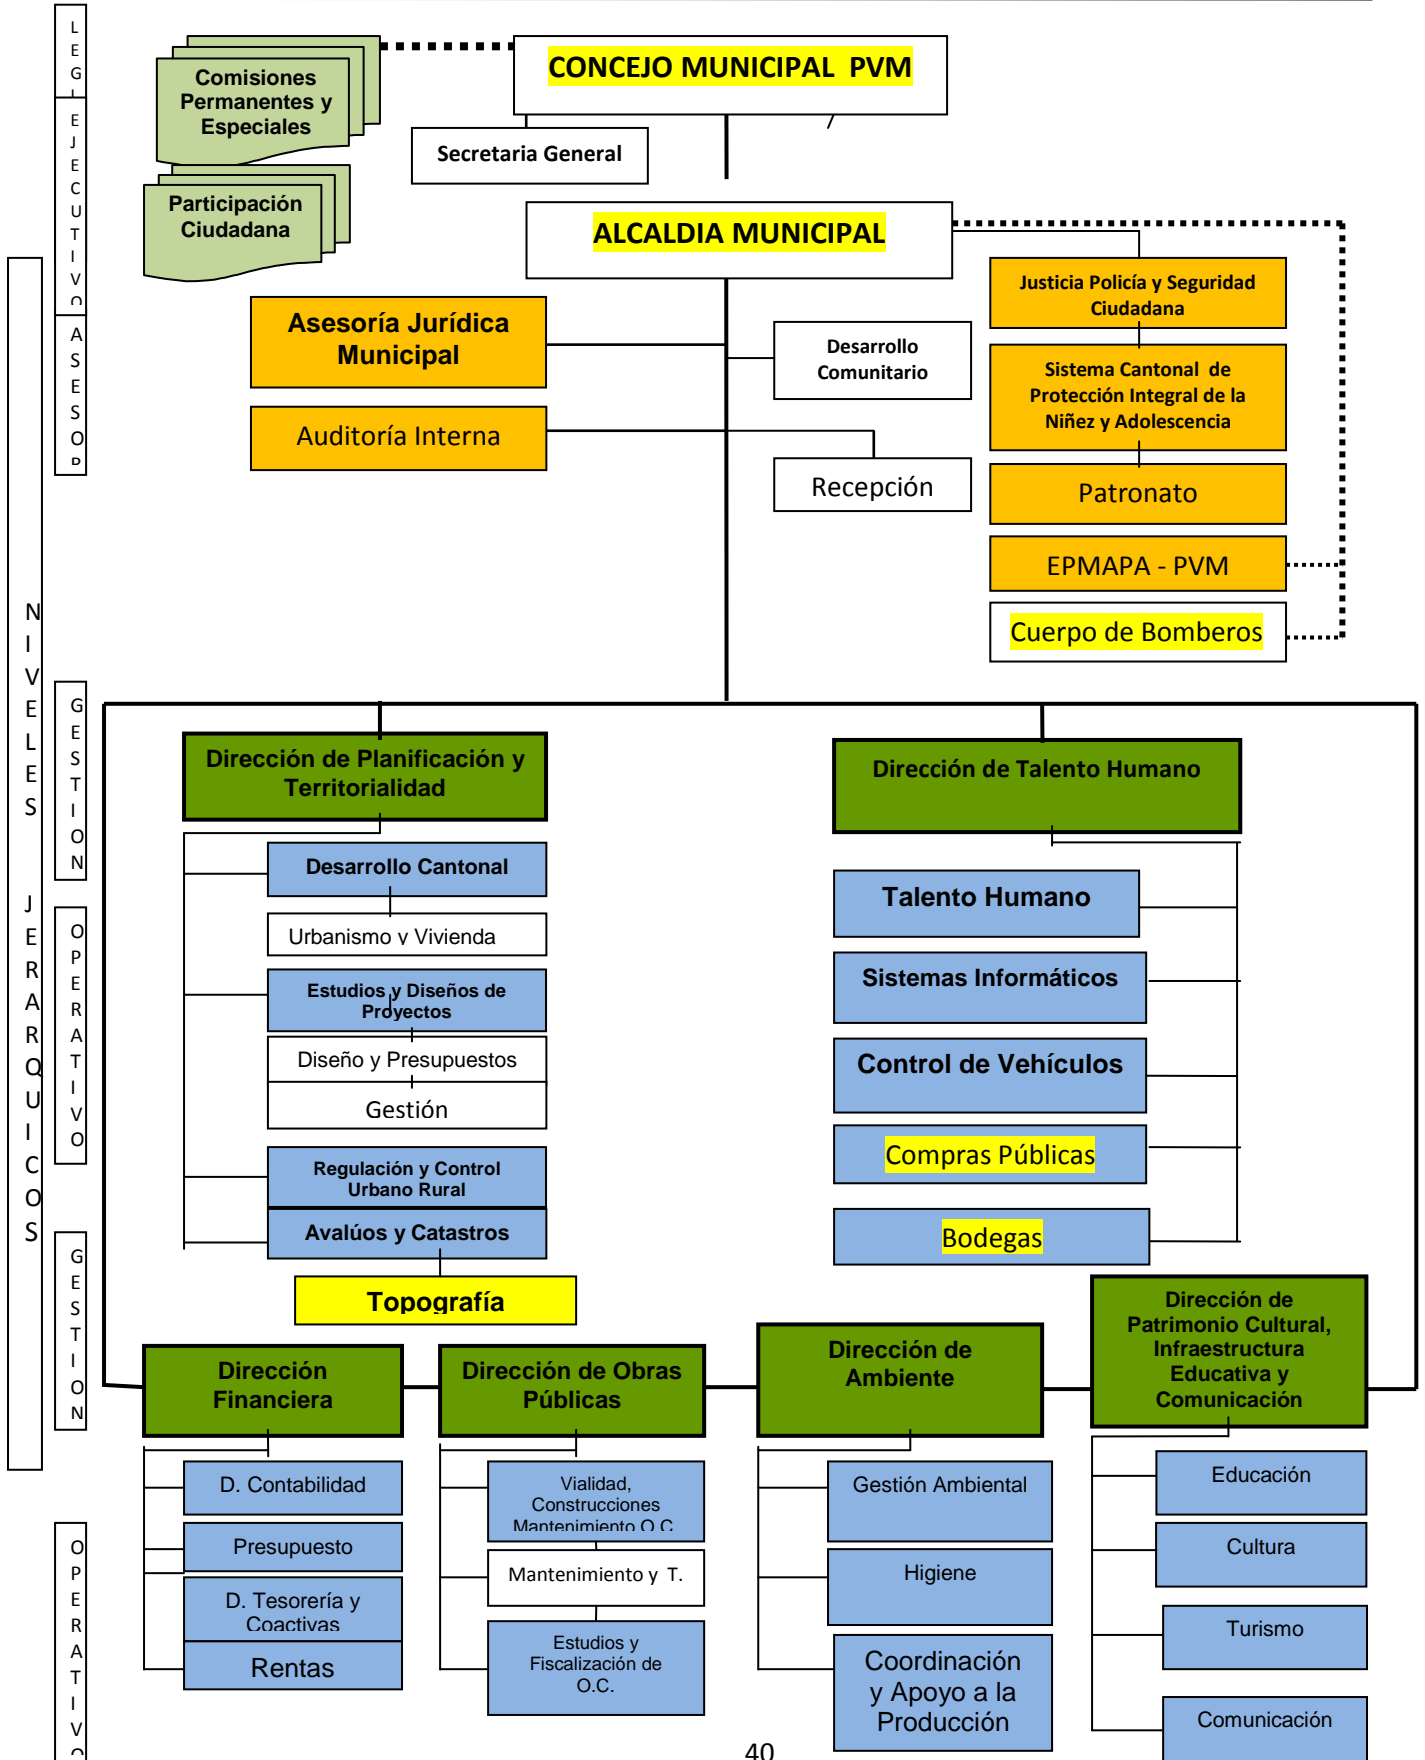 LEGI
EJECUTIVO
ASESOR
NIVELES JERARQUICOS
GESTION
OPERATIVO
GESTION
OPERATIVO
Comisiones
Permanentes y
Especiales
Participación
Ciudadana
CONCEJO MUNICIPAL PVM
Secretaria General
ALCALDIA MUNICIPAL
Asesoría Jurídica
Municipal
Auditoría Interna
Desarrollo
Comunitario
Recepción
Justicia Policía y Seguridad
Ciudadana
Sistema Cantonal de
Protección Integral de la
Niñez y Adolescencia
Patronato
EPMAPA - PVM
Cuerpo de Bomberos
Dirección de Planificación y
Territorialidad
Desarrollo Cantonal
Urbanismo y Vivienda
Estudios y Diseños de
Proyectos
Diseño y Presupuestos
Gestión
Regulación y Control
Urbano Rural
Avalúos y Catastros
Topografía
Dirección de Talento Humano
Talento Humano
Sistemas Informáticos
Control de Vehículos
Compras Públicas
Bodegas
Dirección
Financiera
D. Contabilidad
Presupuesto
D. Tesorería y
Coactivas
Rentas
Dirección de Obras
Públicas
Vialidad,
Construcciones
Mantenimiento O.C
Mantenimiento y T.
Estudios y
Fiscalización de
O.C.
Dirección de
Ambiente
Gestión Ambiental
Higiene
Coordinación
y Apoyo a la
Producción
Dirección de
Patrimonio Cultural,
Infraestructura
Educativa y
Comunicación
Educación
Cultura
Turismo
Comunicación
40